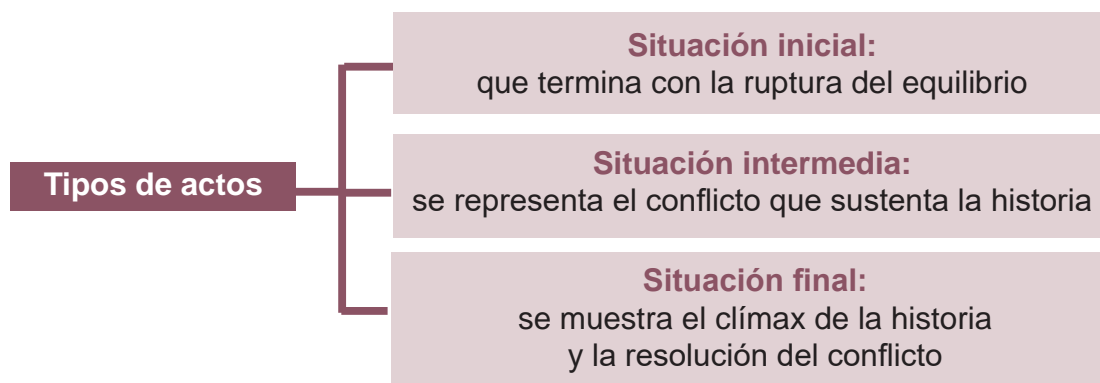 Situación inicial:
que termina con la ruptura del equilibrio
Tipos de actos
Situación intermedia:
se representa el conflicto que sustenta la historia
Situación final:
se muestra el clímax de la historia
y la resolución del conflicto